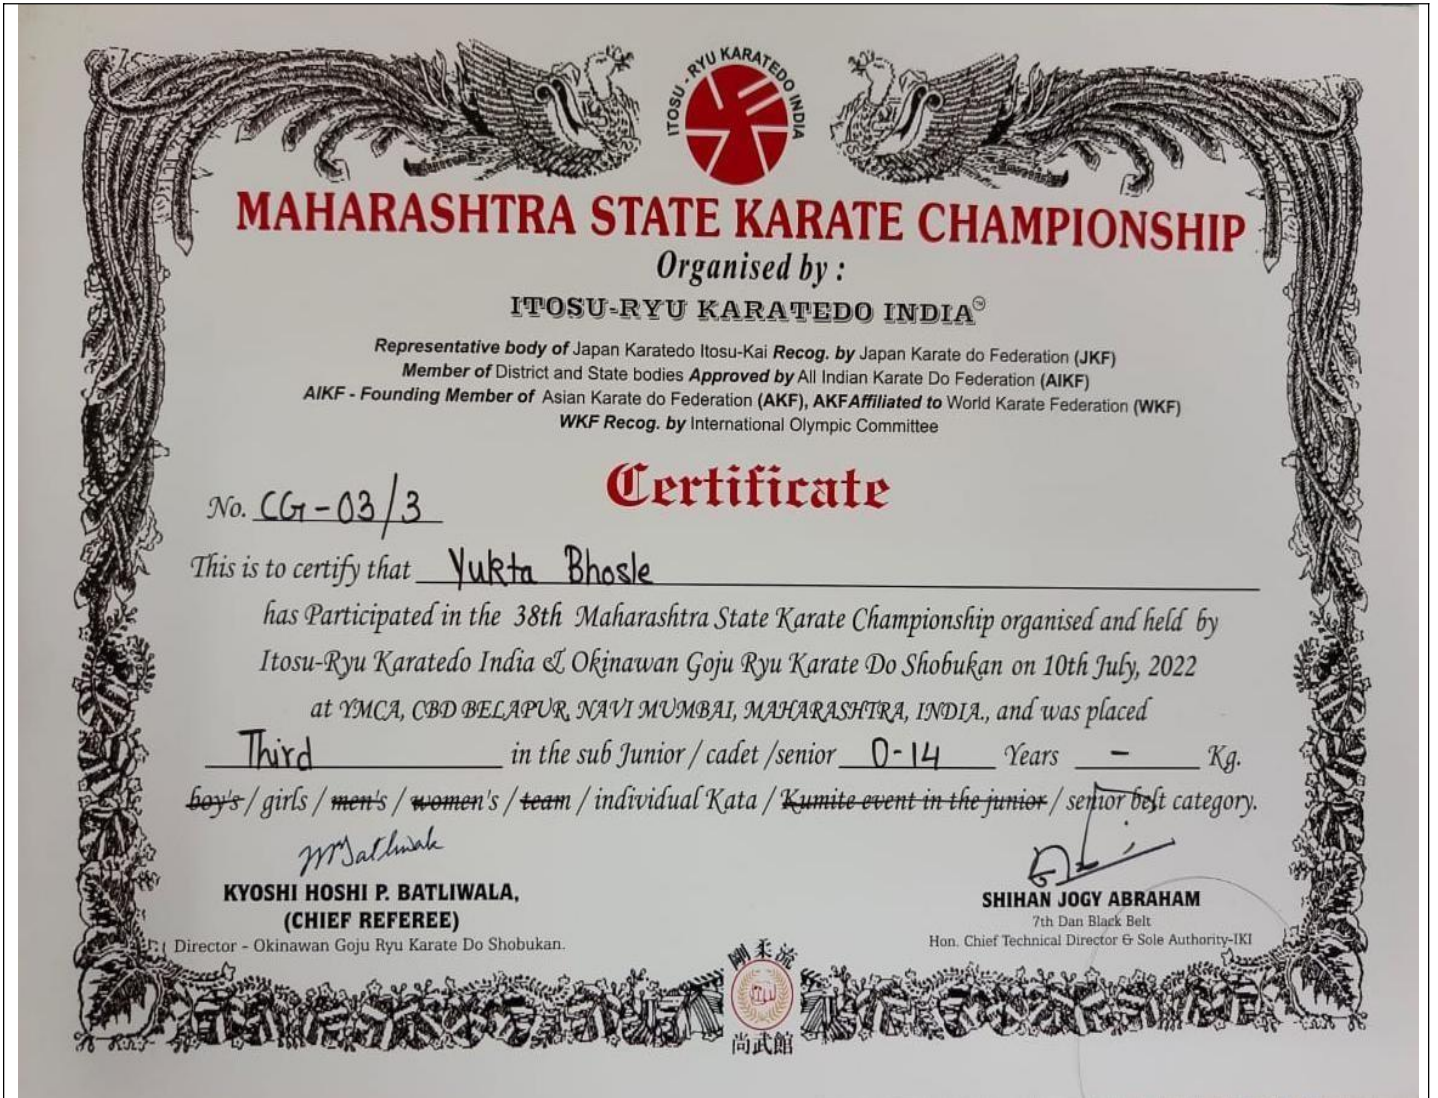 ITOSU - RYU KARATEDO INDIA
MAHARASHTRA STATE KARATE CHAMPIONSHIP
Organised by :
ITOSU-RYU KARATEDO INDIA
Representative body of Japan Karatedo Itosu-Kai Recog. by Japan Karate do Federation (JKF)
Member of District and State bodies Approved by All Indian Karate Do Federation (AIKF)
AIKF - Founding Member of Asian Karate do Federation (AKF), AKF Affiliated to World Karate Federation (WKF)
WKF Recog. by International Olympic Committee
Certificate
No. CG-03/3
This is to certify that Yukta Bhosle
has Participated in the 38th Maharashtra State Karate Championship organised and held by
Itosu-Ryu Karatedo India & Okinawan Goju Ryu Karate Do Shobukan on 10th July, 2022
at YMCA, CBD BELAPUR, NAVI MUMBAI, MAHARASHTRA, INDIA., and was placed
Third in the sub Junior / cadet /senior 0-14 Years - Kg.
boy's / girls / men's / women's / team / individual Kata / Kumite event in the junior / senior belt category.
KYOSHI HOSHI P. BATLIWALA,
(CHIEF REFEREE)
Director - Okinawan Goju Ryu Karate Do Shobukan.
SHIHAN JOGY ABRAHAM
7th Dan Black Belt
Hon. Chief Technical Director & Sole Authority-IKI
剛柔流
尚武館